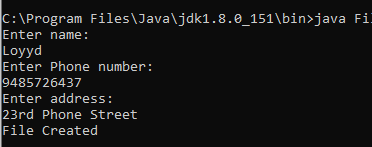 C:\Program Files\Java\jdk1.8.0_151\bin>java Fil
Enter name:
Loyyd
Enter Phone number:
9485726437
Enter address:
23rd Phone Street
File Created